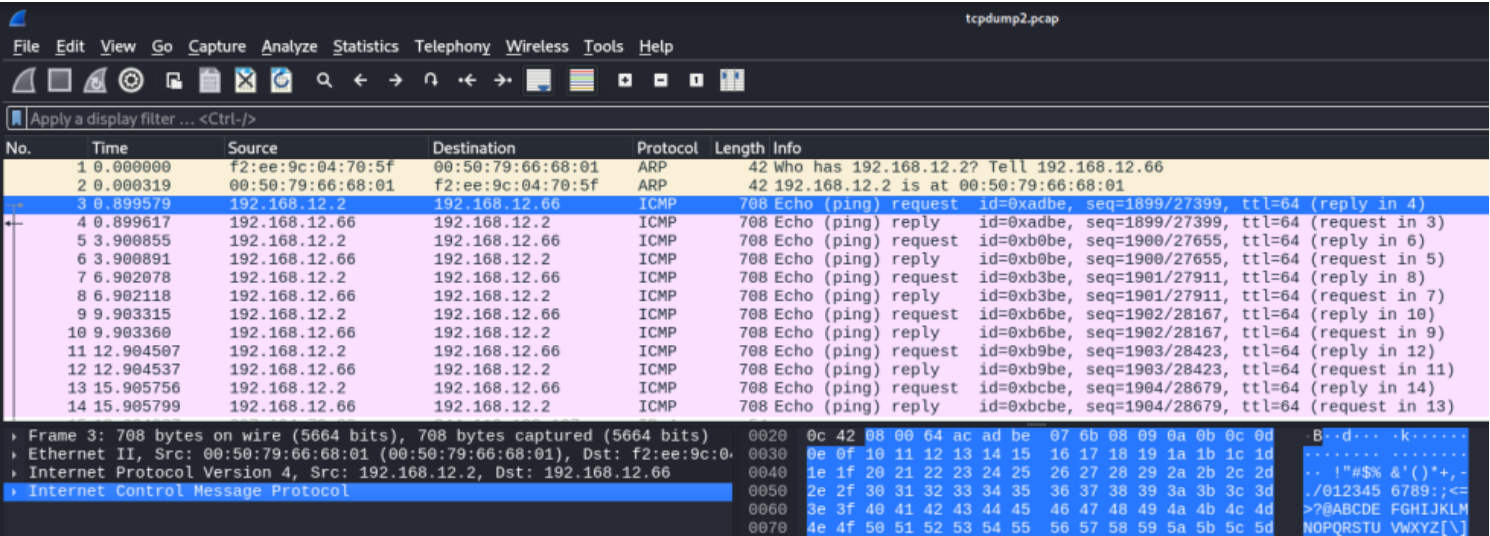 tcpdump2.pcap
File Edit View Go Capture Analyze Statistics Telephony Wireless Tools Help
Apply a display filter ... <Ctrl-/>
No. Time Source Destination Protocol Length Info
1 0.000000 f2:ee:9c:04:70:5f 00:50:79:66:68:01 ARP 42 Who has 192.168.12.2? Tell 192.168.12.66
2 0.000319 00:50:79:66:68:01 f2:ee:9c:04:70:5f ARP 42 192.168.12.2 is at 00:50:79:66:68:01
3 0.899579 192.168.12.2 192.168.12.66 ICMP 708 Echo (ping) request id=0xadbe, seq=1899/27399, ttl=64 (reply in 4)
4 0.899617 192.168.12.66 192.168.12.2 ICMP 708 Echo (ping) reply id=0xadbe, seq=1899/27399, ttl=64 (request in 3)
5 3.900855 192.168.12.2 192.168.12.66 ICMP 708 Echo (ping) request id=0xb0be, seq=1900/27655, ttl=64 (reply in 6)
6 3.900891 192.168.12.66 192.168.12.2 ICMP 708 Echo (ping) reply id=0xb0be, seq=1900/27655, ttl=64 (request in 5)
7 6.902078 192.168.12.2 192.168.12.66 ICMP 708 Echo (ping) request id=0xb3be, seq=1901/27911, ttl=64 (reply in 8)
8 6.902118 192.168.12.66 192.168.12.2 ICMP 708 Echo (ping) reply id=0xb3be, seq=1901/27911, ttl=64 (request in 7)
9 9.903315 192.168.12.2 192.168.12.66 ICMP 708 Echo (ping) request id=0xb6be, seq=1902/28167, ttl=64 (reply in 10)
10 9.903360 192.168.12.66 192.168.12.2 ICMP 708 Echo (ping) reply id=0xb6be, seq=1902/28167, ttl=64 (request in 9)
11 12.904507 192.168.12.2 192.168.12.66 ICMP 708 Echo (ping) request id=0xb9be, seq=1903/28423, ttl=64 (reply in 12)
12 12.904537 192.168.12.66 192.168.12.2 ICMP 708 Echo (ping) reply id=0xb9be, seq=1903/28423, ttl=64 (request in 11)
13 15.905756 192.168.12.2 192.168.12.66 ICMP 708 Echo (ping) request id=0xbcbe, seq=1904/28679, ttl=64 (reply in 14)
14 15.905799 192.168.12.66 192.168.12.2 ICMP 708 Echo (ping) reply id=0xbcbe, seq=1904/28679, ttl=64 (request in 13)
Frame 3: 708 bytes on wire (5664 bits), 708 bytes captured (5664 bits)
Ethernet II, Src: 00:50:79:66:68:01 (00:50:79:66:68:01), Dst: f2:ee:9c:04
Internet Protocol Version 4, Src: 192.168.12.2, Dst: 192.168.12.66
Internet Control Message Protocol
0020 0c 42 08 00 64 ac ad be 07 6b 08 09 0a 0b 0c 0d ·B··d··· ·k······
0030 0e 0f 10 11 12 13 14 15 16 17 18 19 1a 1b 1c 1d ········ ········
0040 1e 1f 20 21 22 23 24 25 26 27 28 29 2a 2b 2c 2d ·· !"#$% &'()*+,-
0050 2e 2f 30 31 32 33 34 35 36 37 38 39 3a 3b 3c 3d ./012345 6789:;<=
0060 3e 3f 40 41 42 43 44 45 46 47 48 49 4a 4b 4c 4d >?@ABCDE FGHIJKLM
0070 4e 4f 50 51 52 53 54 55 56 57 58 59 5a 5b 5c 5d NOPQRSTU VWXYZ[\]